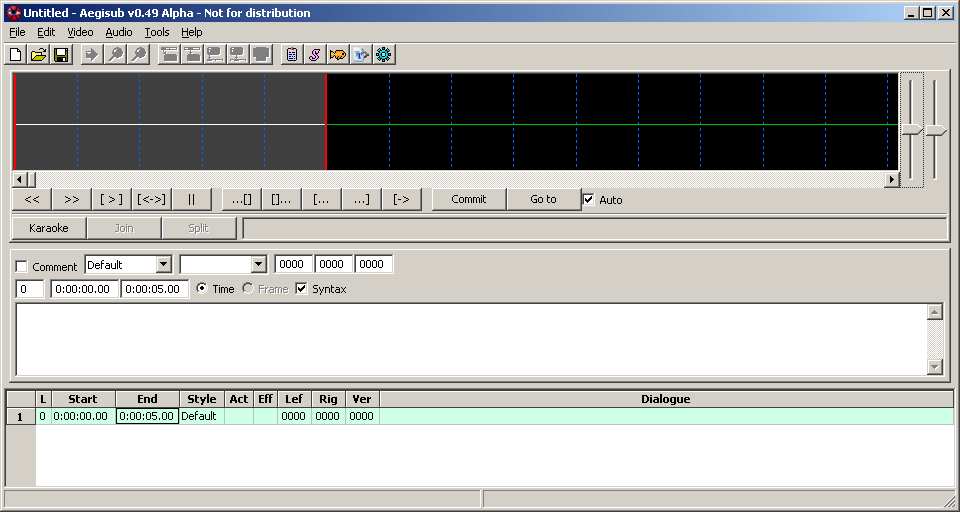 Untitled - Aegisub v0.49 Alpha - Not for distribution
File Edit Video Audio Tools Help
<< >> [ > ] [<->] || ...[] []... [... ...] [-> Commit Go to Auto
Karaoke Join Split
Comment Default 0000 0000 0000
0 0:00:00.00 0:00:05.00 Time Frame Syntax
L Start End Style Act Eff Lef Rig Ver Dialogue
1 0 0:00:00.00 0:00:05.00 Default 0000 0000 0000